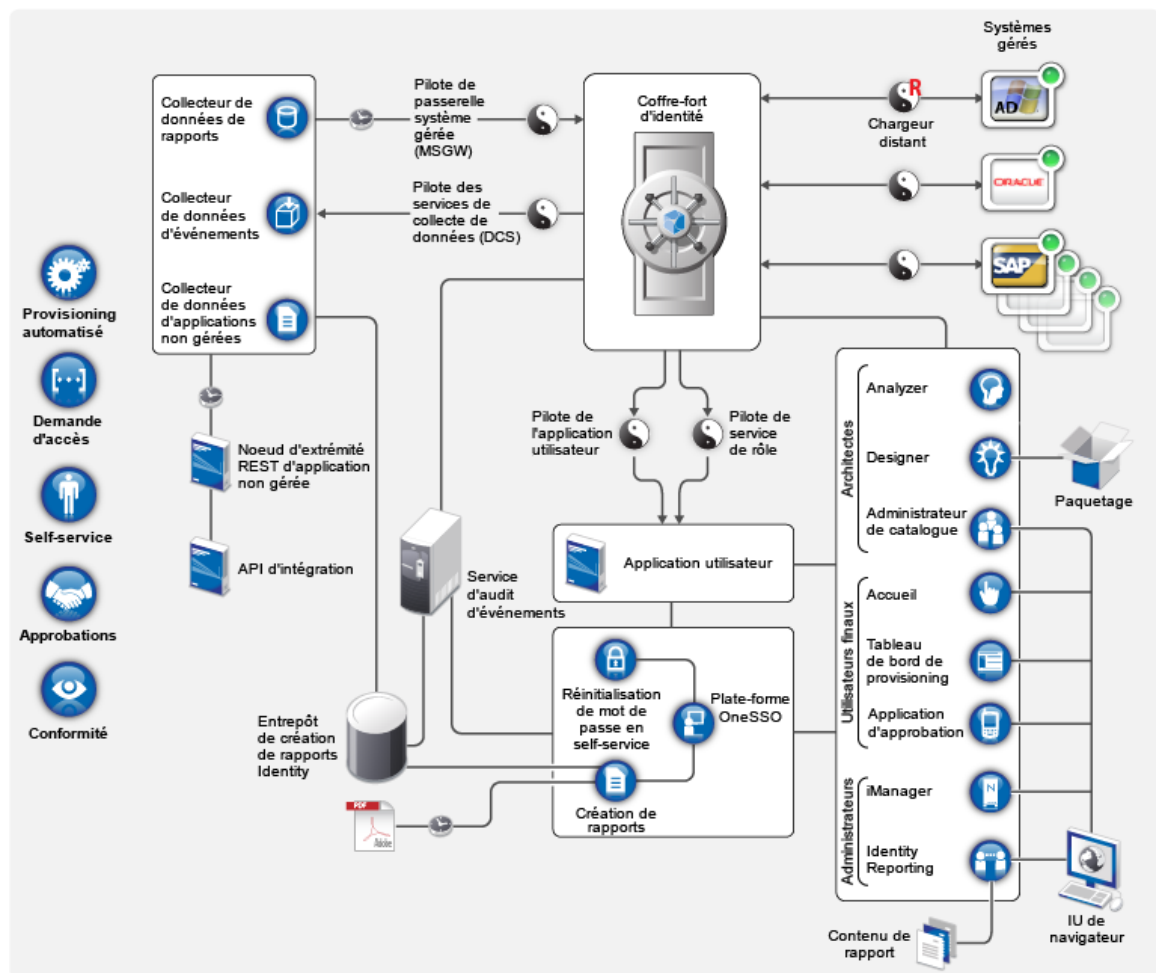 Systèmes
gérés
Collecteur de
données de
rapports
Pilote de
passerelle
système
gérée
(MSGW)
Coffre-fort
d'identité
R
Chargeur
distant
AD
Collecteur
de données
d'événements
Pilote des
services de
collecte de
données (DCS)
ORACLE
Collecteur
de données
d'applications
non gérées
SAP
Provisioning
automatisé
Demande
d'accès
Self-service
Approbations
Conformité
Noeud d'extrémité
REST d'application
non gérée
API d'intégration
Pilote de
l'application
utilisateur
Pilote de
service
de rôle
Service
d'audit
d'événements
Application utilisateur
Réinitialisation
de mot de
passe en
self-service
Plate-forme
OneSSO
Création de
rapports
Entrepôt
de création
de rapports
Identity
PDF
Adobe
Architectes
Analyzer
Designer
Administrateur
de catalogue
Paquetage
Utilisateurs finaux
Accueil
Tableau
de bord de
provisioning
Application
d'approbation
Administrateurs
iManager
N
Identity
Reporting
IU de
navigateur
Contenu de
rapport